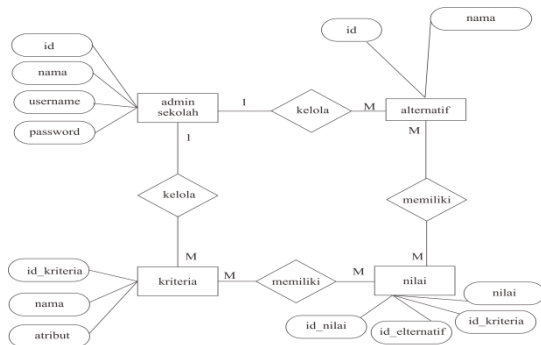 id
nama
username
password
admin
sekolah
1
kelola
M
alternatif
id
nama
1
kelola
M
M
memiliki
M
id_kriteria
nama
atribut
kriteria
M
memiliki
M
nilai
id_nilai
id_elternatif
id_kriteria
nilai